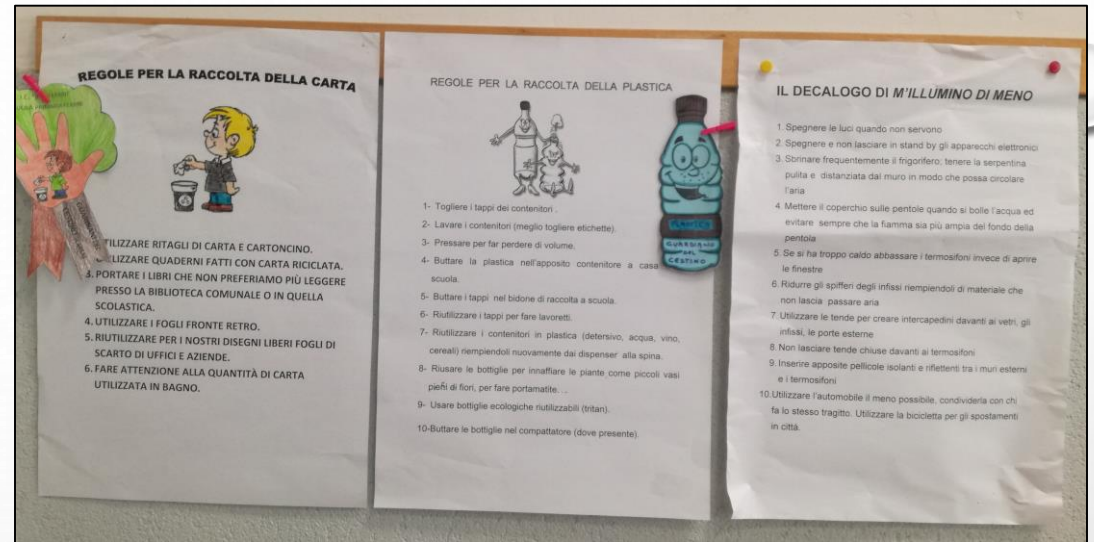 REGOLE PER LA RACCOLTA DELLA CARTA
TILIZZARE RITAGLI DI CARTA E CARTONCINO.
LIZZARE QUADERNI FATTI CON CARTA RICICLATA.
3. PORTARE I LIBRI CHE NON PREFERIAMO PIÙ LEGGERE
PRESSO LA BIBLIOTECA COMUNALE O IN QUELLA
SCOLASTICA.
4. UTILIZZARE I FOGLI FRONTE RETRO.
5. RIUTILIZZARE PER I NOSTRI DISEGNI LIBERI FOGLI DI
SCARTO DI UFFICI E AZIENDE.
6. FARE ATTENZIONE ALLA QUANTITÀ DI CARTA
UTILIZZATA IN BAGNO.
REGOLE PER LA RACCOLTA DELLA PLASTICA
1- Togliere i tappi dei contenitori .
2- Lavare i contenitori (meglio togliere etichette).
3- Pressare per far perdere di volume.
4- Buttare la plastica nell'apposito contenitore a casa
scuola.
5- Buttare i tappi nel bidone di raccolta a scuola.
6- Riutilizzare i tappi per fare lavoretti.
7- Riutilizzare i contenitori in plastica (detersivo, acqua, vino,
cereali) riempiendoli nuovamente dai dispenser alla spina.
8- Riusare le bottiglie per innaffiare le piante come piccoli vasi
pieni di fiori, per fare portamatite...
9- Usare bottiglie ecologiche riutilizzabili (tritan).
10-Buttare le bottiglie nel compattatore (dove presente).
PLASTICA
GUARDIANO
DEL
CESTINO
IL DECALOGO DI M'ILLUMINO DI MENO
1. Spegnere le luci quando non servono
2. Spegnere e non lasciare in stand by gli apparecchi elettronici
3. Sbrinare frequentemente il frigorifero; tenere la serpentina
pulita e distanziata dal muro in modo che possa circolare
l'aria
4. Mettere il coperchio sulle pentole quando si bolle l'acqua ed
evitare sempre che la fiamma sia più ampia del fondo della
pentola
5. Se si ha troppo caldo abbassare i termosifoni invece di aprire
le finestre
6. Ridurre gli spifferi degli infissi riempiendoli di materiale che
non lascia passare aria
7. Utilizzare le tende per creare intercapedini davanti ai vetri, gli
infissi, le porte esterne
8. Non lasciare tende chiuse davanti ai termosifoni
9. Inserire apposite pellicole isolanti e riflettenti tra i muri esterni
e i termosifoni
10.Utilizzare l'automobile il meno possibile, condividerla con chi
fa lo stesso tragitto. Utilizzare la bicicletta per gli spostamenti
in città.